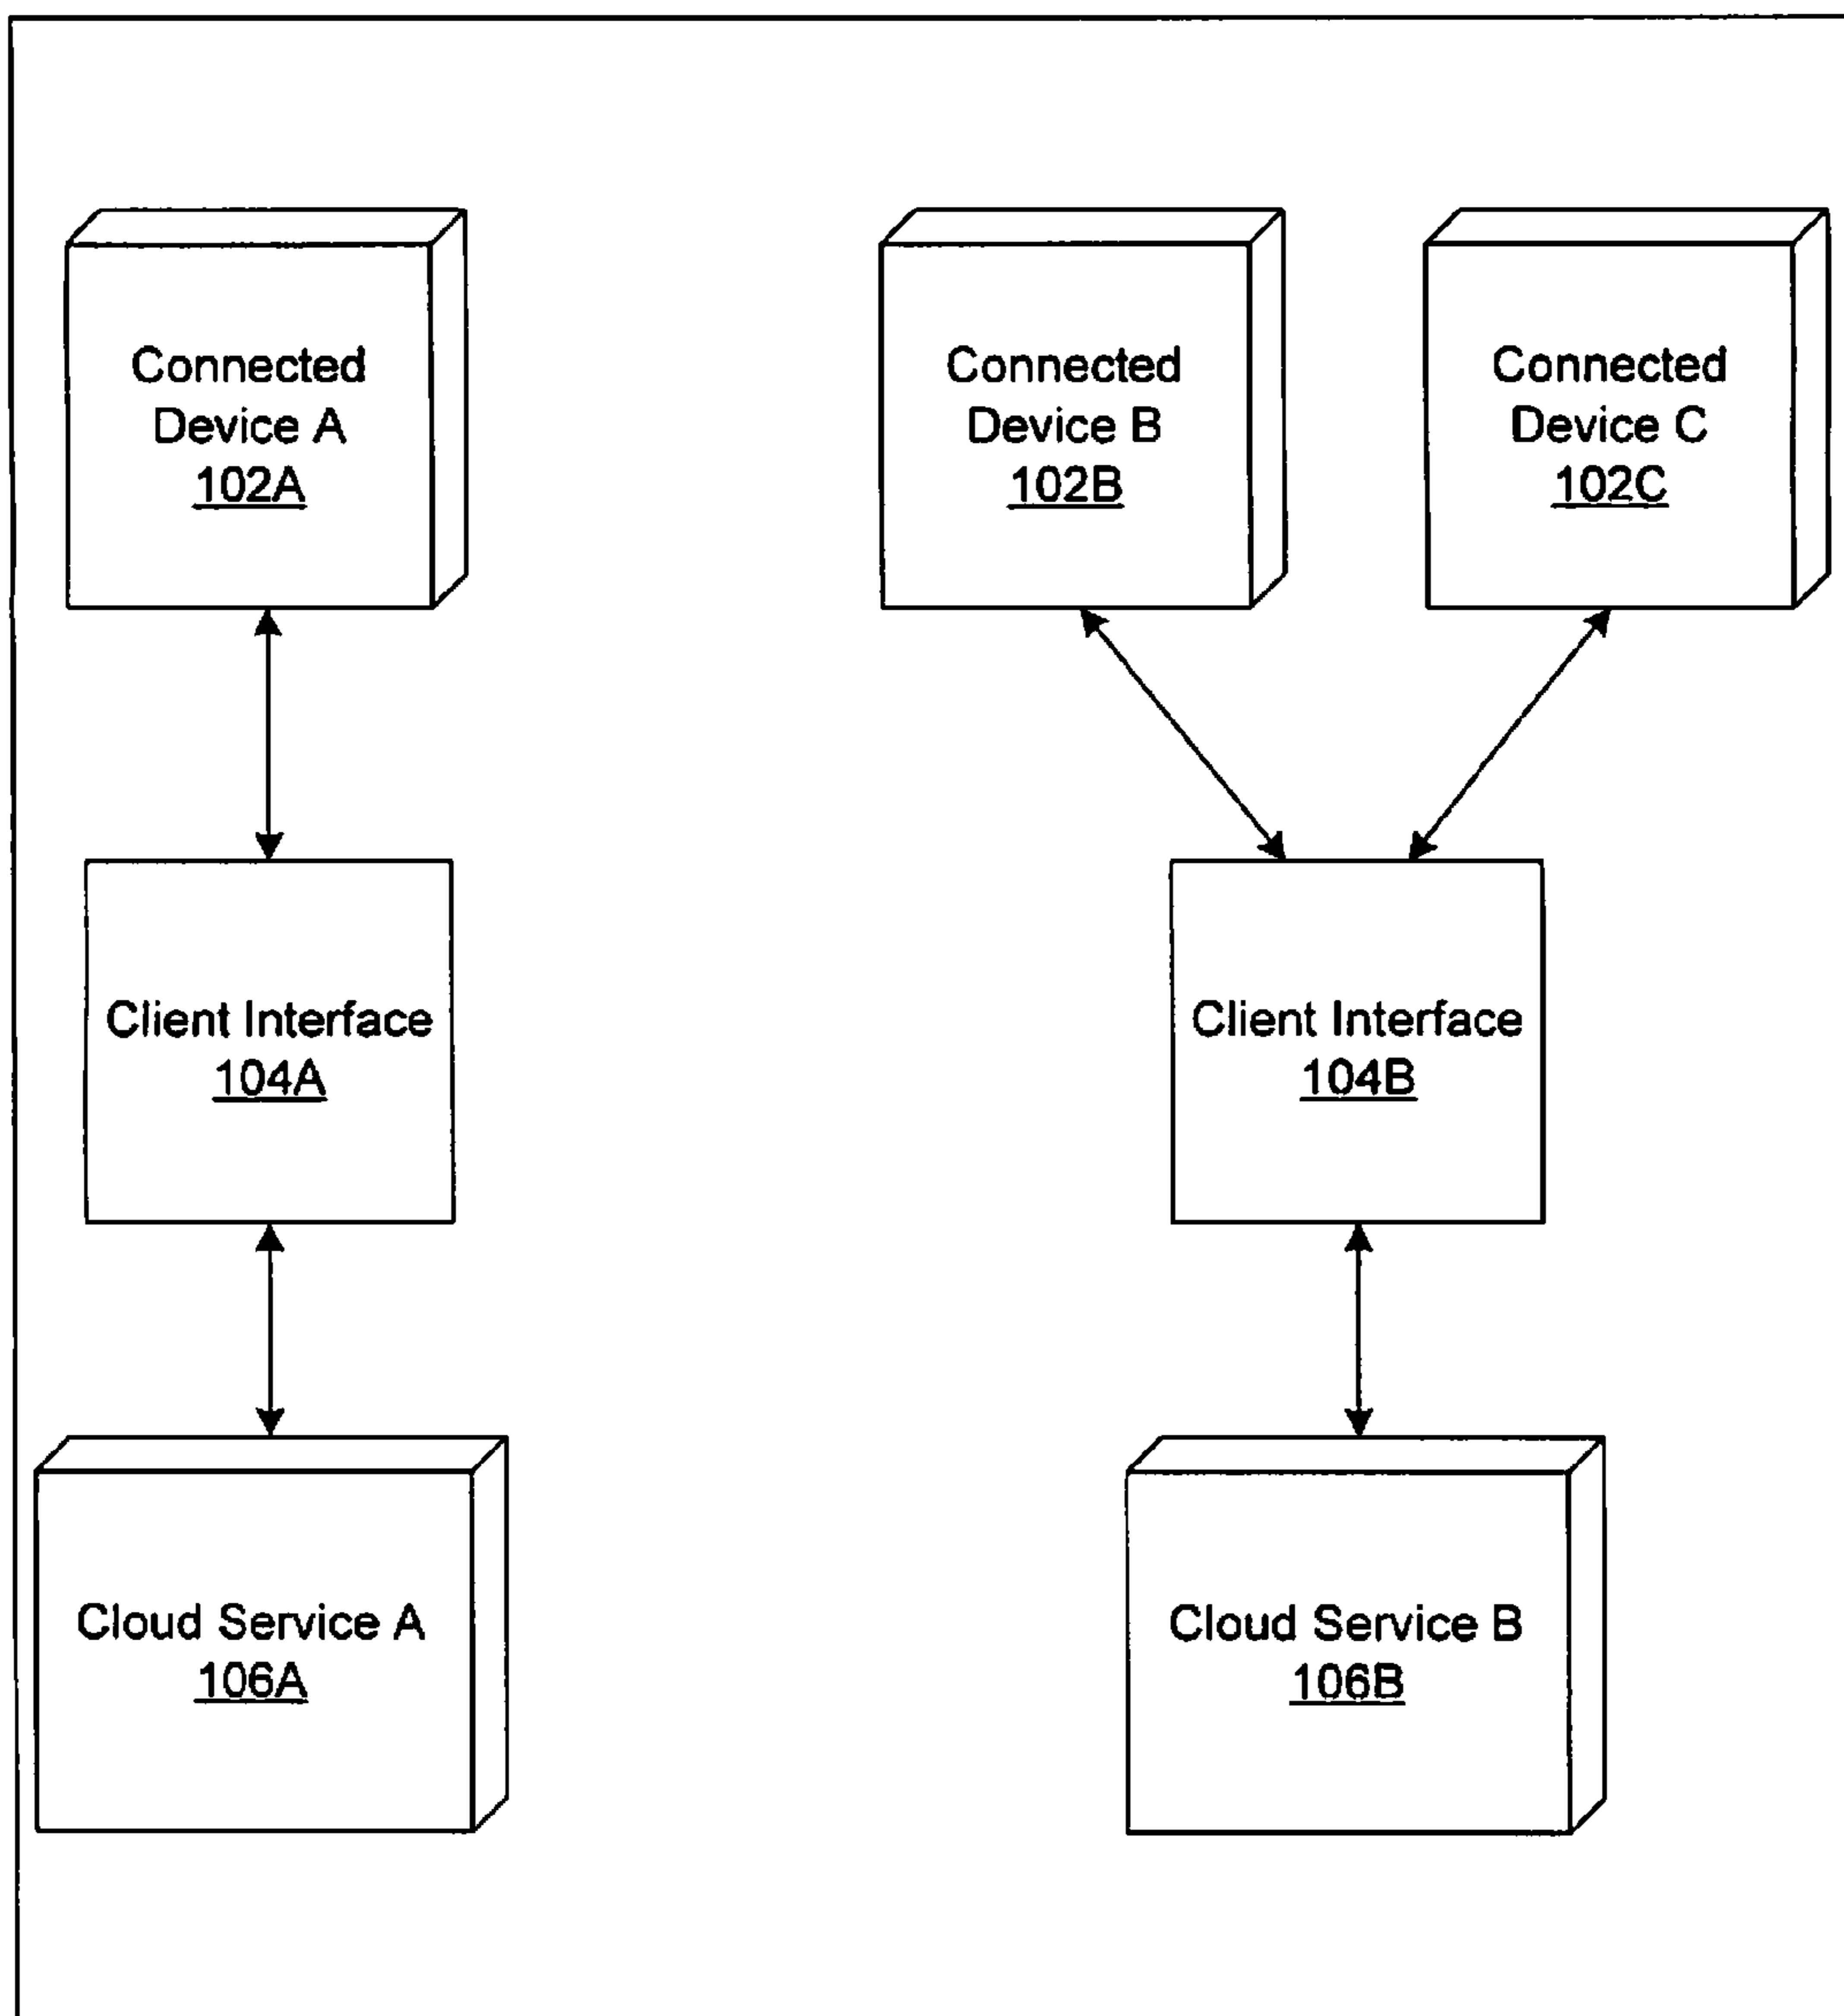 Connected
Device A
102A
Connected
Device B
102B
Connected
Device C
102C
Client Interface
104A
Client Interface
104B
Cloud Service A
106A
Cloud Service B
106B